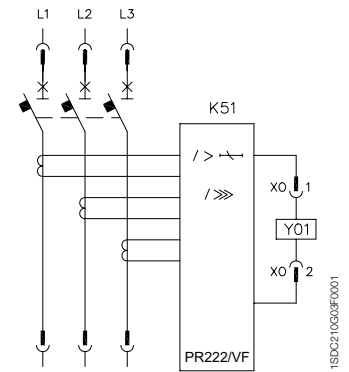 L1 L2 L3
K51
/ >
/ >>>
X0 1
Y01
X0 2
PR222/VF
1SDC210G03F0001